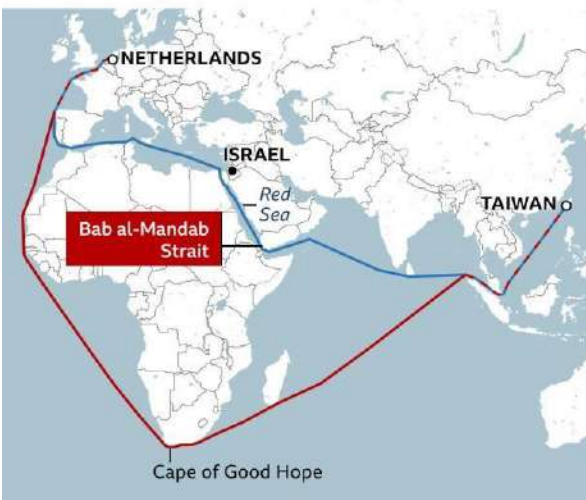 NETHERLANDS
ISRAEL
Red
Sea
TAIWAN
Bab al-Mandab
Strait
Cape of Good Hope